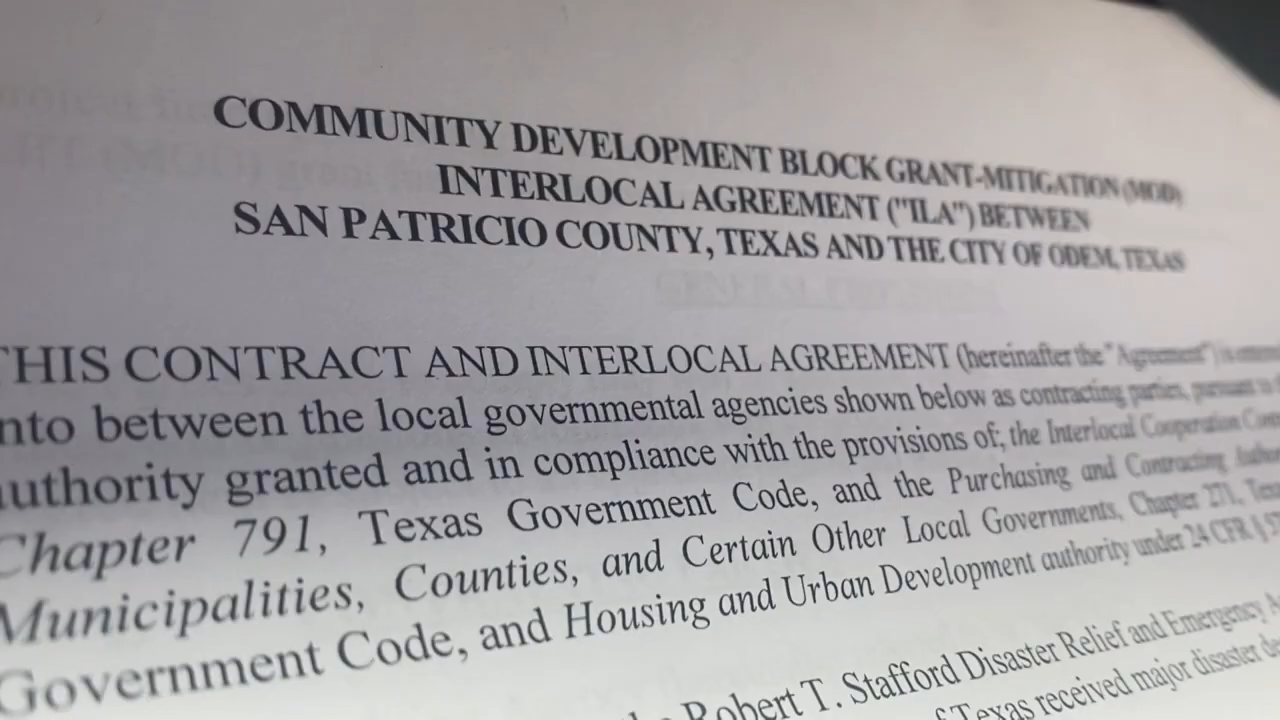 COMMUNITY DEVELOPMENT BLOCK GRANT-MITIGATION (MOD)
INTERLOCAL AGREEMENT ("ILA") BETWEEN
SAN PATRICIO COUNTY, TEXAS AND THE CITY OF ODEM, TEXAS
THIS CONTRACT AND INTERLOCAL AGREEMENT (hereinafter the "Agreement") is
nto between the local governmental agencies shown below as contracting parties, pursuant to
authority granted and in compliance with the provisions of; the Interlocal Cooperation
Chapter 791, Texas Government Code, and the Purchasing and Contracting
Municipalities, Counties, and Certain Other Local Governments, Chapter 271,
Government Code, and Housing and Urban Development authority under 24 CFR §
Robert T. Stafford Disaster Relief and Emergency
Texas received major disaster